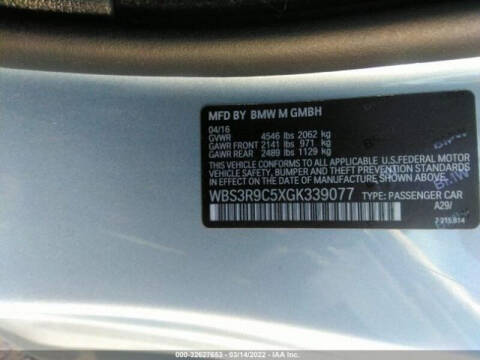 MFD BY BMW M GMBH
04/16
GVWR 4546 lbs 2062 kg
GAWR FRONT 2141 lbs 971 kg
GAWR REAR 2489 lbs 1129 kg
THIS VEHICLE CONFORMS TO ALL APPLICABLE U.S.FEDERAL MOTOR
VEHICLE SAFETY, BUMPER, AND THEFT PREVENTION STANDARDS IN
EFFECT ON THE DATE OF MANUFACTURE SHOWN ABOVE.
WBS3R9C5XGK339077 TYPE: PASSENGER CAR
A29/
7 215 814
000-32627653 - 03/14/2022 - IAA Inc.